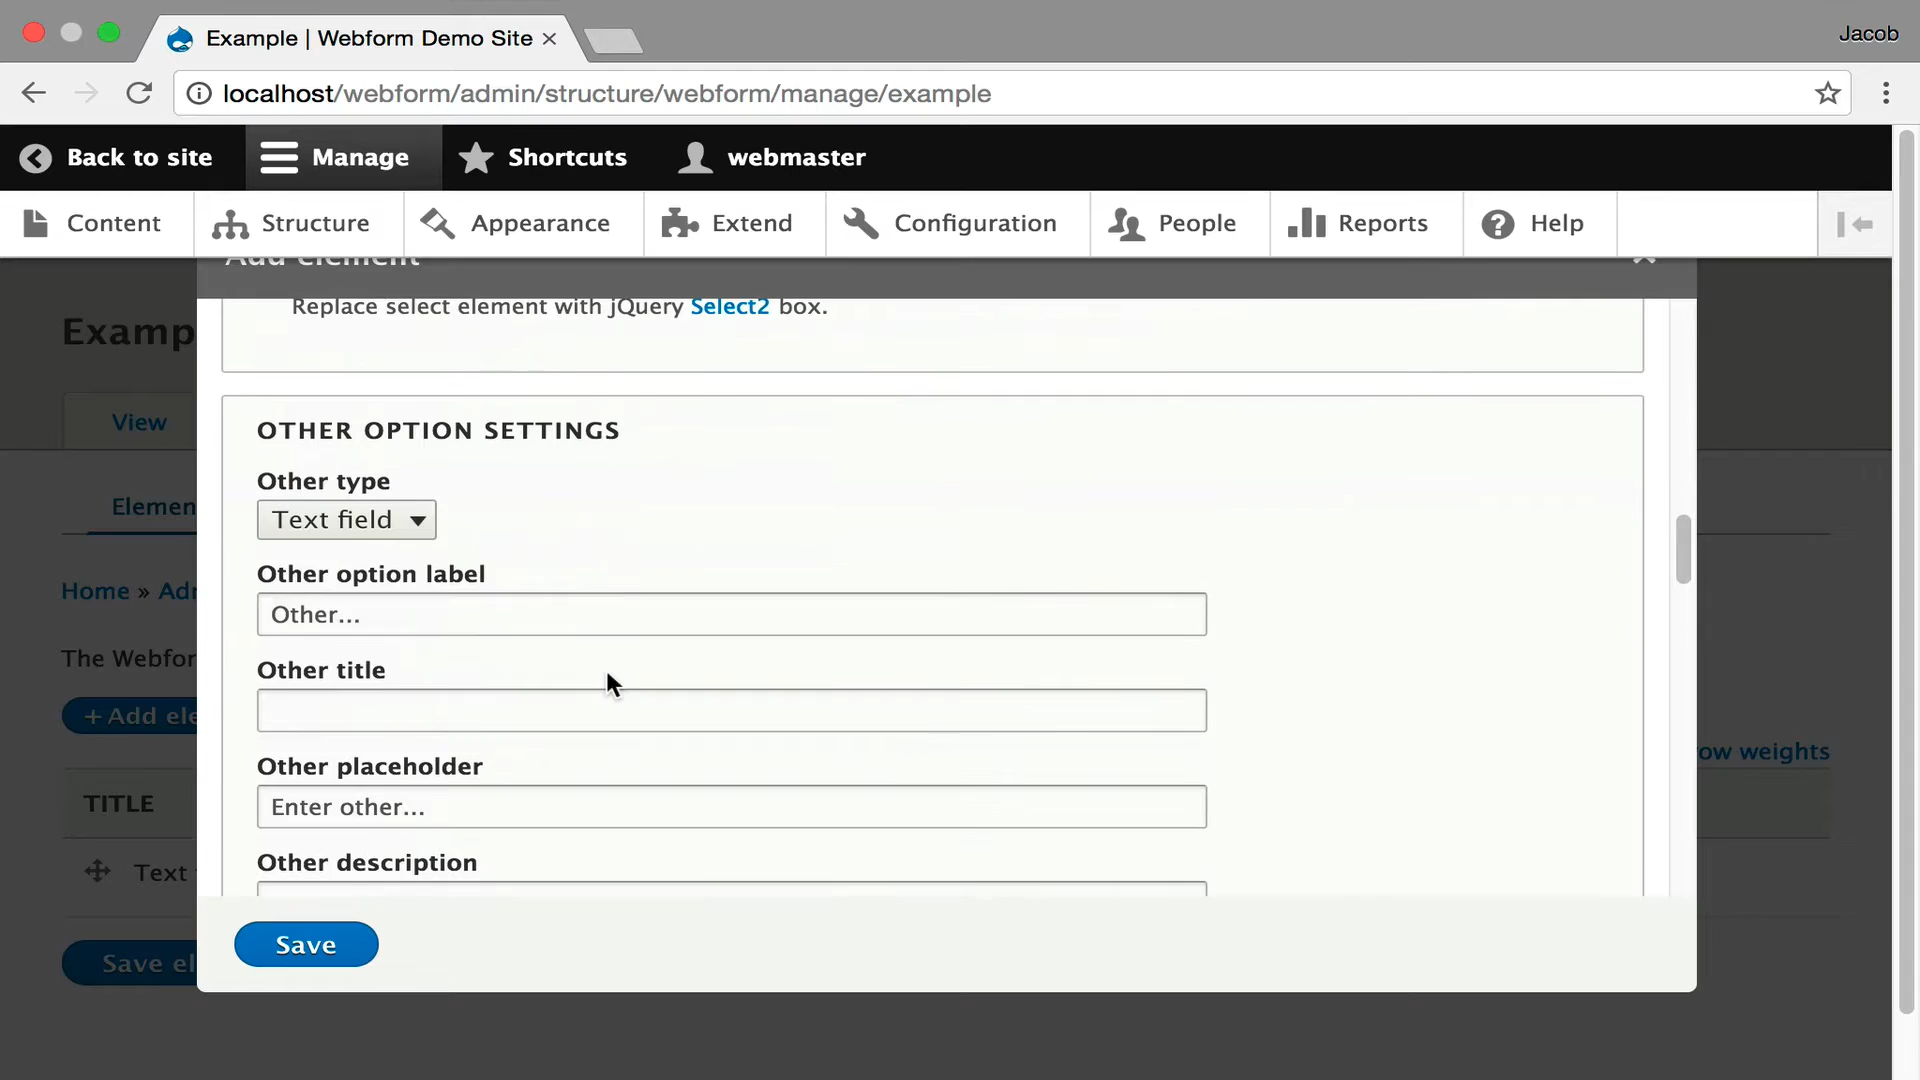 Example | Webform Demo Site ×
Jacob
localhost/webform/admin/structure/webform/manage/example
Back to site
Manage
Shortcuts
webmaster
Content
Structure
Appearance
Extend
Configuration
People
Reports
Help
Add element
Examp
Replace select element with jQuery Select2 box.
View
OTHER OPTION SETTINGS
Other type
Elemen
Text field
Other option label
Home » Adr
Other...
The Webfor
Other title
+ Add ele
ow weights
Other placeholder
TITLE
Enter other...
Other description
Text
Save
Save el